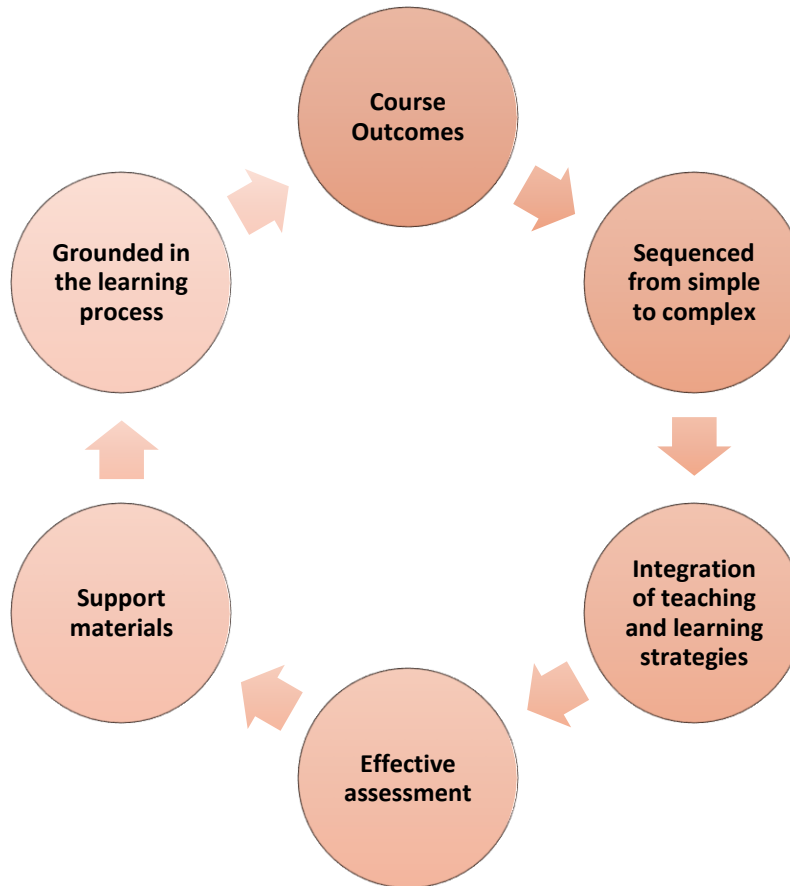 Course
Outcomes
Sequenced
from simple
to complex
Integration
of teaching
and learning
strategies
Effective
assessment
Support
materials
Grounded in
the learning
process